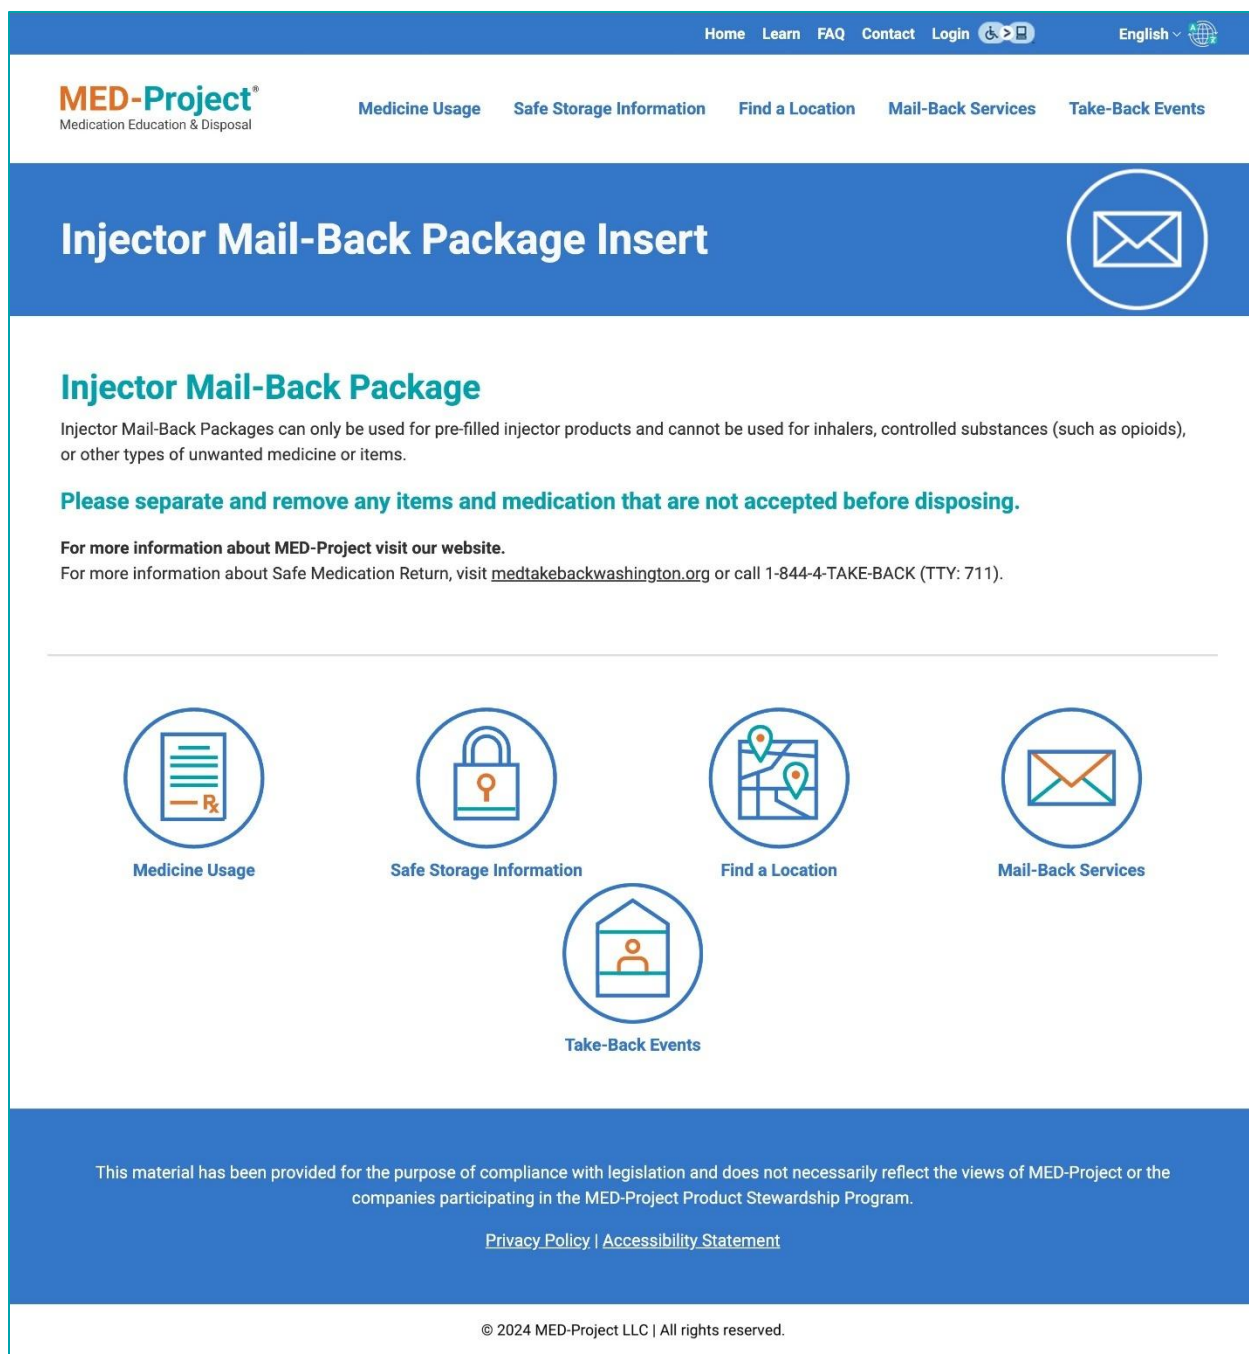 Home Learn FAQ Contact Login English
MED-Project®
Medication Education & Disposal
Medicine Usage Safe Storage Information Find a Location Mail-Back Services Take-Back Events
Injector Mail-Back Package Insert
Injector Mail-Back Package
Injector Mail-Back Packages can only be used for pre-filled injector products and cannot be used for inhalers, controlled substances (such as opioids),
or other types of unwanted medicine or items.
Please separate and remove any items and medication that are not accepted before disposing.
For more information about MED-Project visit our website.
For more information about Safe Medication Return, visit medtakebackwashington.org or call 1-844-4-TAKE-BACK (TTY: 711).
Rx
Medicine Usage Safe Storage Information Find a Location Mail-Back Services
Take-Back Events
This material has been provided for the purpose of compliance with legislation and does not necessarily reflect the views of MED-Project or the
companies participating in the MED-Project Product Stewardship Program.
Privacy Policy | Accessibility Statement
© 2024 MED-Project LLC | All rights reserved.